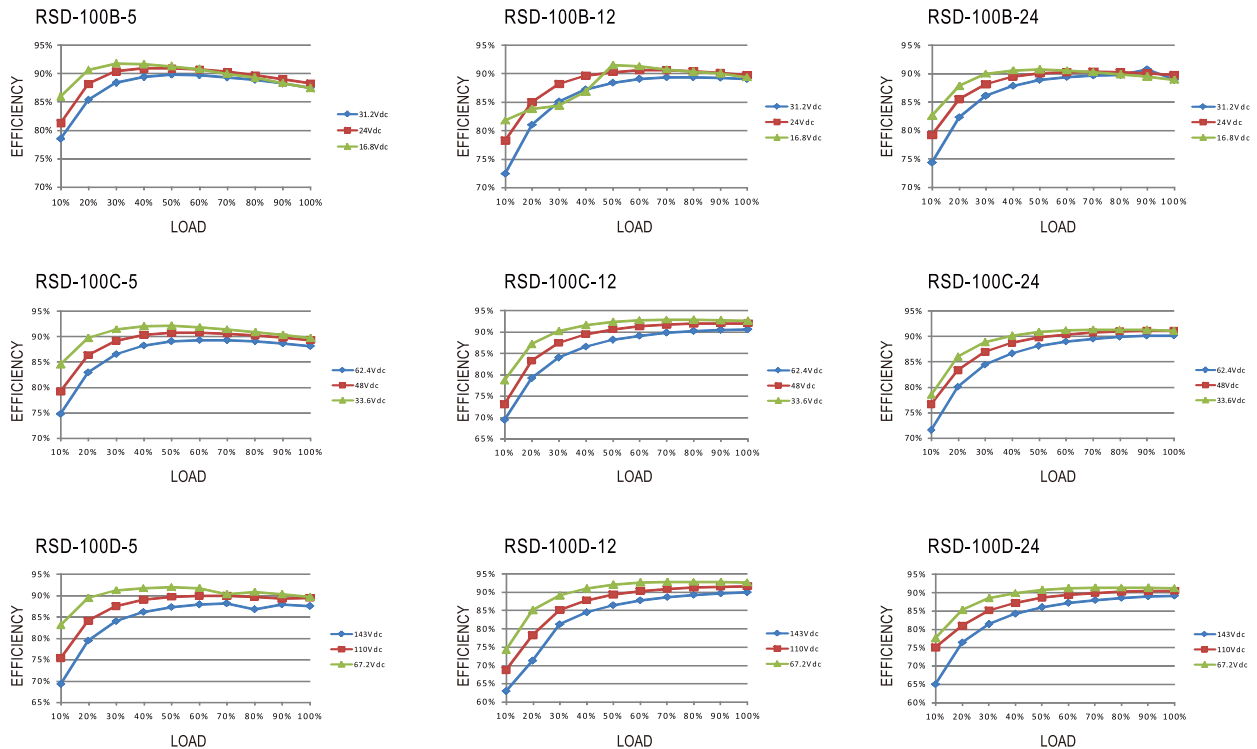 RSD-100B-5
EFFICIENCY
95%
90%
85%
80%
75%
70%
10% 20% 30% 40% 50% 60% 70% 80% 90% 100%
LOAD
31.2Vdc
24Vdc
16.8Vdc
RSD-100B-12
EFFICIENCY
95%
90%
85%
80%
75%
70%
10% 20% 30% 40% 50% 60% 70% 80% 90% 100%
LOAD
31.2Vdc
24Vdc
16.8Vdc
RSD-100B-24
EFFICIENCY
95%
90%
85%
80%
75%
70%
10% 20% 30% 40% 50% 60% 70% 80% 90% 100%
LOAD
31.2Vdc
24Vdc
16.8Vdc
RSD-100C-5
EFFICIENCY
95%
90%
85%
80%
75%
70%
10% 20% 30% 40% 50% 60% 70% 80% 90% 100%
LOAD
62.4Vdc
48Vdc
33.6Vdc
RSD-100C-12
EFFICIENCY
95%
90%
85%
80%
75%
70%
65%
10% 20% 30% 40% 50% 60% 70% 80% 90% 100%
LOAD
62.4Vdc
48Vdc
33.6Vdc
RSD-100C-24
EFFICIENCY
95%
90%
85%
80%
75%
70%
10% 20% 30% 40% 50% 60% 70% 80% 90% 100%
LOAD
62.4Vdc
48Vdc
33.6Vdc
RSD-100D-5
EFFICIENCY
95%
90%
85%
80%
75%
70%
65%
10% 20% 30% 40% 50% 60% 70% 80% 90% 100%
LOAD
143Vdc
110Vdc
67.2Vdc
RSD-100D-12
EFFICIENCY
95%
90%
85%
80%
75%
70%
65%
60%
10% 20% 30% 40% 50% 60% 70% 80% 90% 100%
LOAD
143Vdc
110Vdc
67.2Vdc
RSD-100D-24
EFFICIENCY
95%
90%
85%
80%
75%
70%
65%
60%
10% 20% 30% 40% 50% 60% 70% 80% 90% 100%
LOAD
143Vdc
110Vdc
67.2Vdc